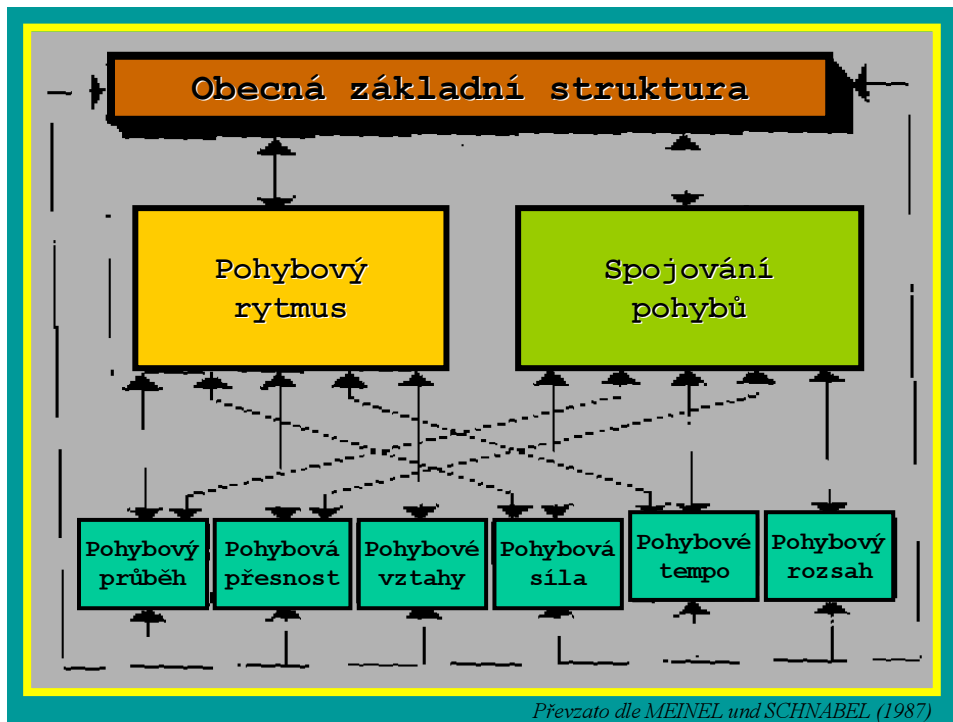 Obecná základní struktura
Pohybový
rytmus
Spojování
pohybů
Pohybový
průběh
Pohybová
přesnost
Pohybové
vztahy
Pohybová
síla
Pohybové
tempo
Pohybový
rozsah
Převzato dle MEINEL und SCHNABEL (1987)